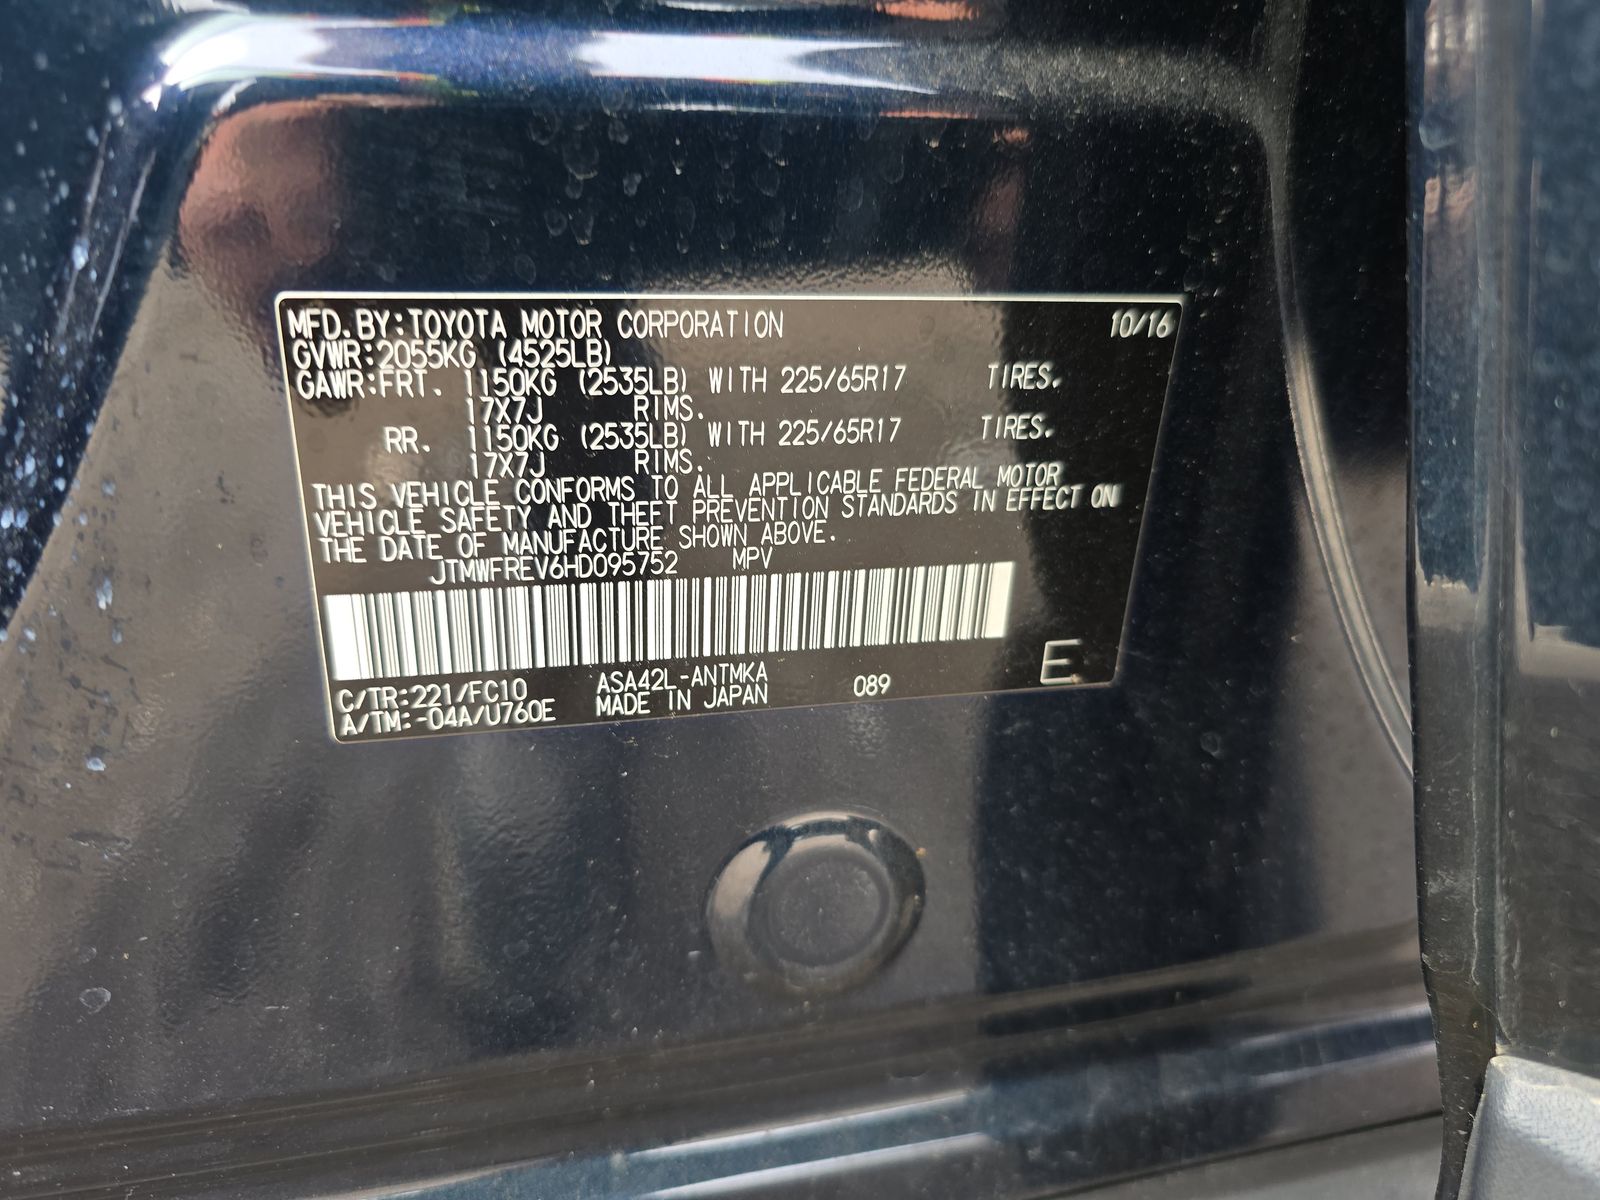 MFD.BY:TOYOTA MOTOR CORPORATION 10/16
GVWR:2055KG (4525LB)
GAWR:FRT. 1150KG (2535LB) WITH 225/65R17 TIRES.
17X7J RIMS.
RR. 1150KG (2535LB) WITH 225/65R17 TIRES.
17X7J RIMS.
THIS VEHICLE CONFORMS TO ALL APPLICABLE FEDERAL MOTOR
VEHICLE SAFETY AND THEFT PREVENTION STANDARDS IN EFFECT ON
THE DATE OF MANUFACTURE SHOWN ABOVE.
JTMWFREV6HD095752 MPV
C/TR:221/FC10 ASA42L-ANTMKA 089 E
A/TM:-04A/U760E MADE IN JAPAN